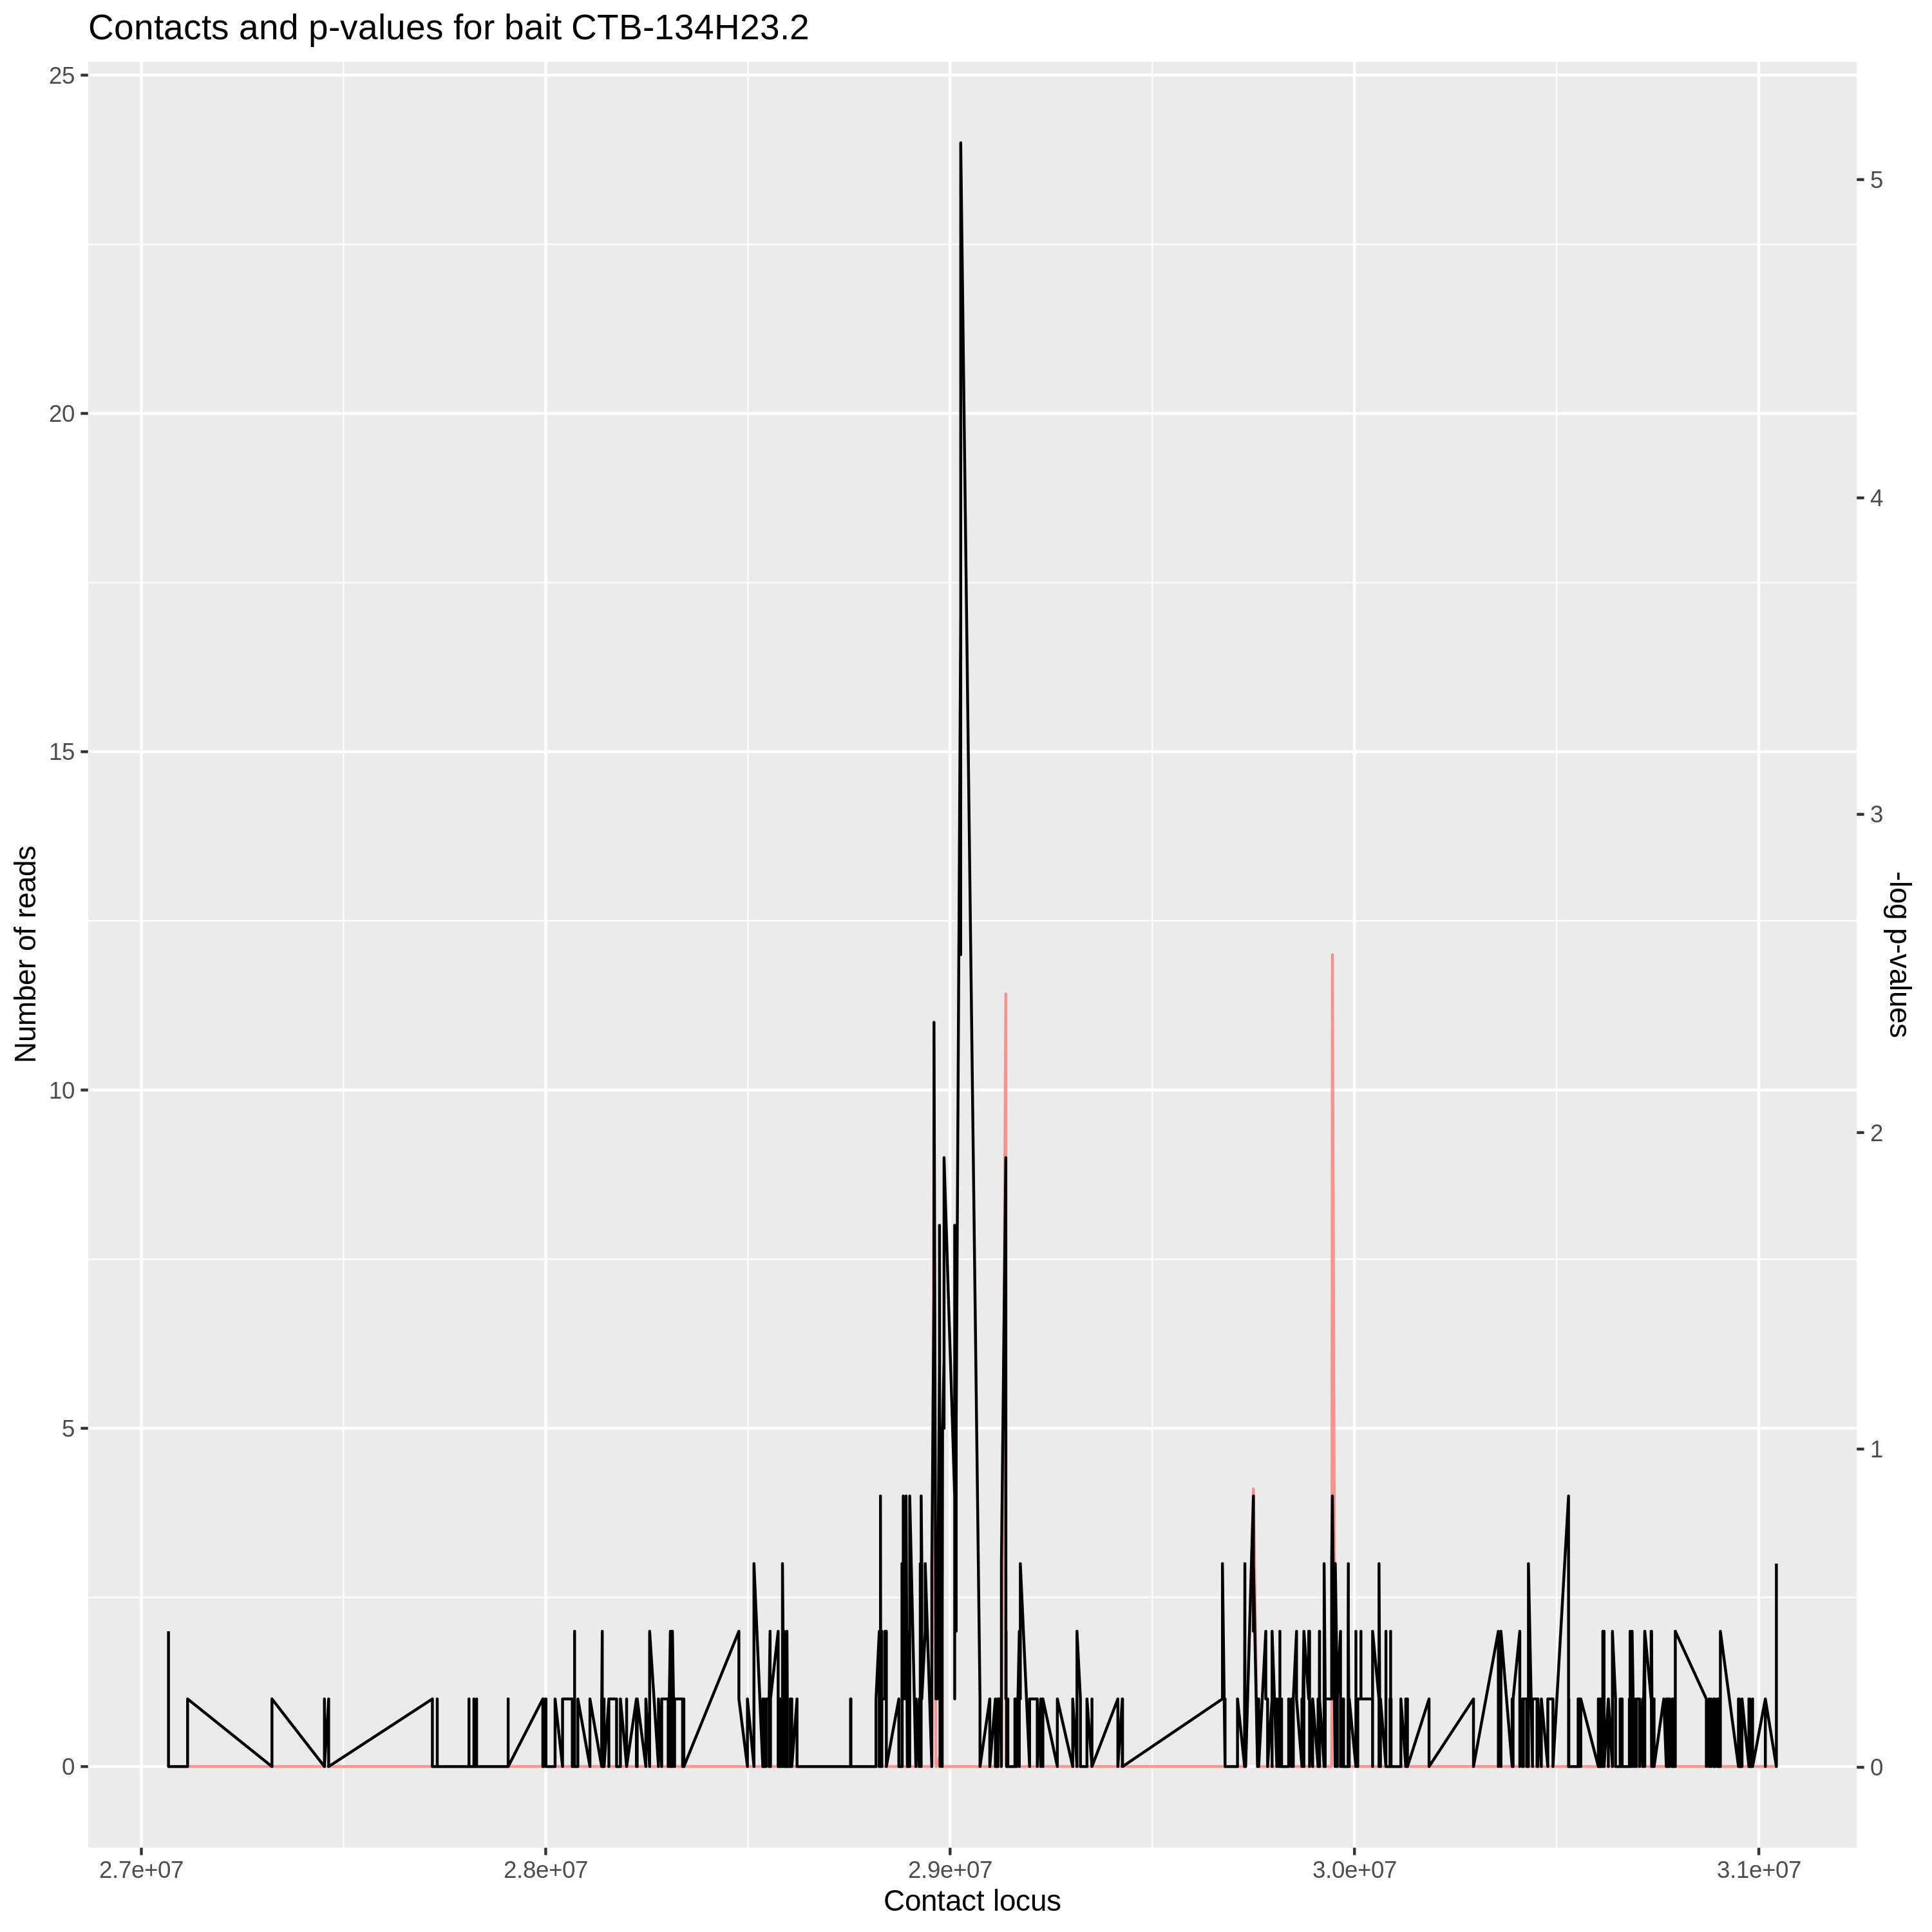 Contacts and p-values for bait CTB-134H23.2
25
20
15
10
5
0
Number of reads
5
4
3
2
1
0
-log p-values
2.7e+07
2.8e+07
2.9e+07
3.0e+07
3.1e+07
Contact locus